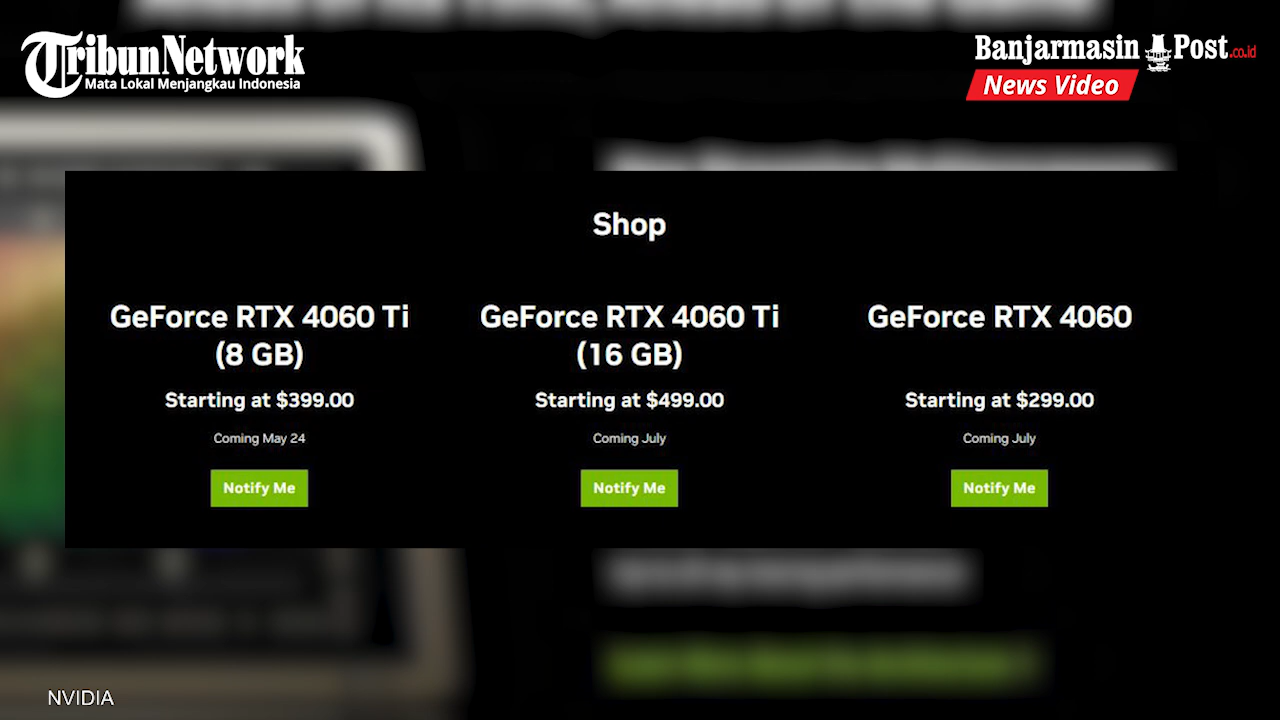 TribunNetwork
Mata Lokal Menjangkau Indonesia
Banjarmasin Post.co.id
News Video
Shop
GeForce RTX 4060 Ti
(8 GB)
Starting at $399.00
Coming May 24
Notify Me
GeForce RTX 4060 Ti
(16 GB)
Starting at $499.00
Coming July
Notify Me
GeForce RTX 4060
Starting at $299.00
Coming July
Notify Me
NVIDIA